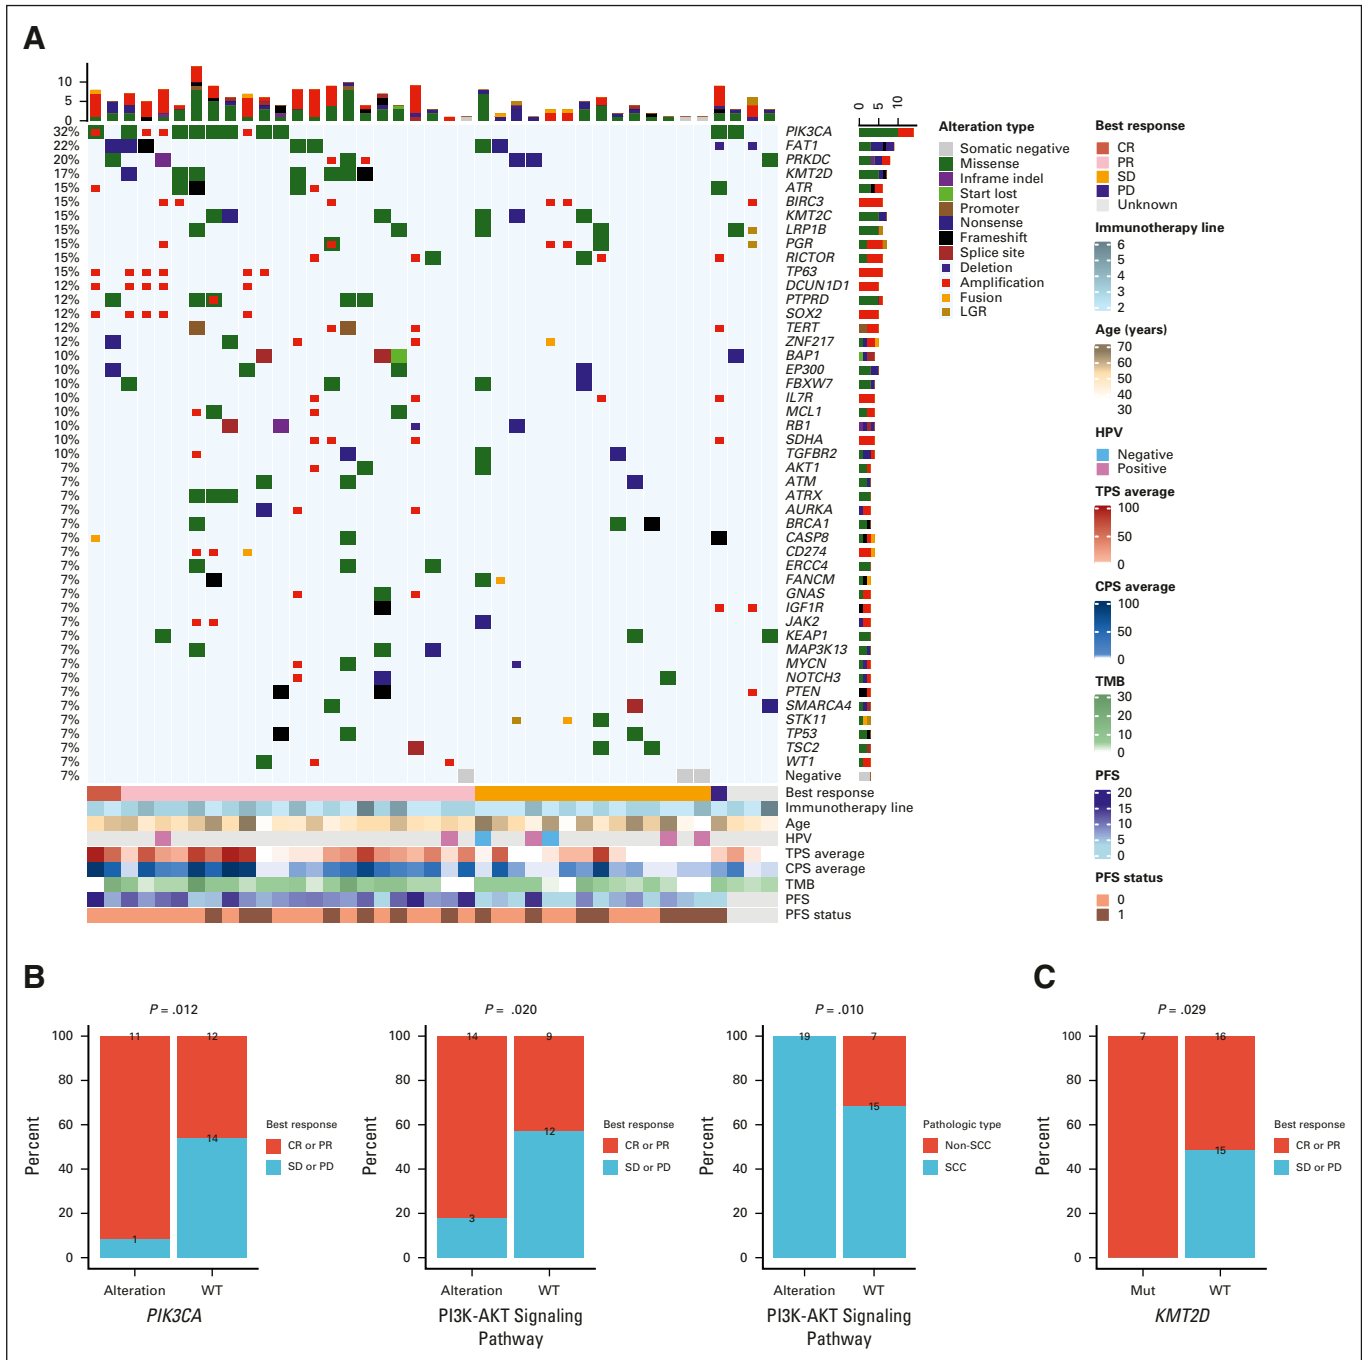 A
10
5
0
0 5 10
32% PIK3CA
22% FAT1
20% PRKDC
17% KMT2D
15% ATR
15% BIRC3
15% KMT2C
15% LRP1B
15% PGR
15% RICTOR
15% TP63
12% DCUN1D1
12% PTPRD
12% SOX2
12% TERT
12% ZNF217
10% BAP1
10% EP300
10% FBXW7
10% IL7R
10% MCL1
10% RB1
10% SDHA
10% TGFBR2
7% AKT1
7% ATM
7% ATRX
7% AURKA
7% BRCA1
7% CASP8
7% CD274
7% ERCC4
7% FANCM
7% GNAS
7% IGF1R
7% JAK2
7% KEAP1
7% MAP3K13
7% MYCN
7% NOTCH3
7% PTEN
7% SMARCA4
7% STK11
7% TP53
7% TSC2
7% WT1
7% Negative
Best response
Immunotherapy line
Age
HPV
TPS average
CPS average
TMB
PFS
PFS status
Alteration type
Somatic negative
Missense
Inframe indel
Start lost
Promoter
Nonsense
Frameshift
Splice site
Deletion
Amplification
Fusion
LGR
Best response
CR
PR
SD
PD
Unknown
Immunotherapy line
6
5
4
3
2
Age (years)
70
60
50
40
30
HPV
Negative
Positive
TPS average
100
50
0
CPS average
100
50
0
TMB
30
20
10
0
PFS
20
15
10
5
0
PFS status
0
1
B
P = .012
Percent
100
80
60
40
20
0
11 12
14
1
Alteration WT
PIK3CA
Best response
CR or PR
SD or PD
P = .020
Percent
100
80
60
40
20
0
14 9
12
3
Alteration WT
PI3K-AKT Signaling
Pathway
Best response
CR or PR
SD or PD
P = .010
Percent
100
80
60
40
20
0
19 7
15
Alteration WT
PI3K-AKT Signaling
Pathway
Pathologic type
Non-SCC
SCC
C
P = .029
Percent
100
80
60
40
20
0
7 16
15
Mut WT
KMT2D
Best response
CR or PR
SD or PD